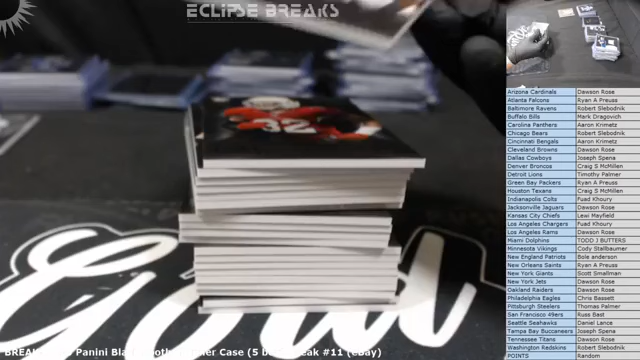 ECLIPSE BREAKS
Arizona Cardinals Dawson Rose
Atlanta Falcons Ryan A Preuss
Baltimore Ravens Robert Slebodnik
Buffalo Bills Mark Dragovich
Carolina Panthers Aaron Krimetz
Chicago Bears Robert Slebodnik
Cincinnati Bengals Aaron Krimetz
Cleveland Browns Dawson Rose
Dallas Cowboys Joseph Spena
Denver Broncos Craig S McMillen
Detroit Lions Timothy Palmer
Green Bay Packers Ryan A Preuss
Houston Texans Craig S McMillen
Indianapolis Colts Fuad Khoury
Jacksonville Jaguars Dawson Rose
Kansas City Chiefs Lewi Mayfield
Los Angeles Chargers Fuad Khoury
Los Angeles Rams Dawson Rose
Miami Dolphins TODD J BUTTERS
Minnesota Vikings Cody Stallbaumer
New England Patriots Bole anderson
New Orleans Saints Ryan A Preuss
New York Giants Scott Smallman
New York Jets Dawson Rose
Oakland Raiders Dawson Rose
Philadelphia Eagles Chris Bassett
Pittsburgh Steelers Thomas Palmer
San Francisco 49ers Russ Bast
Seattle Seahawks Daniel Lance
Tampa Bay Buccaneers Joseph Spena
Tennessee Titans Dawson Rose
Washington Redskins Robert Slebodnik
POINTS Random
32
Panini Case (5 #11 (eBay)